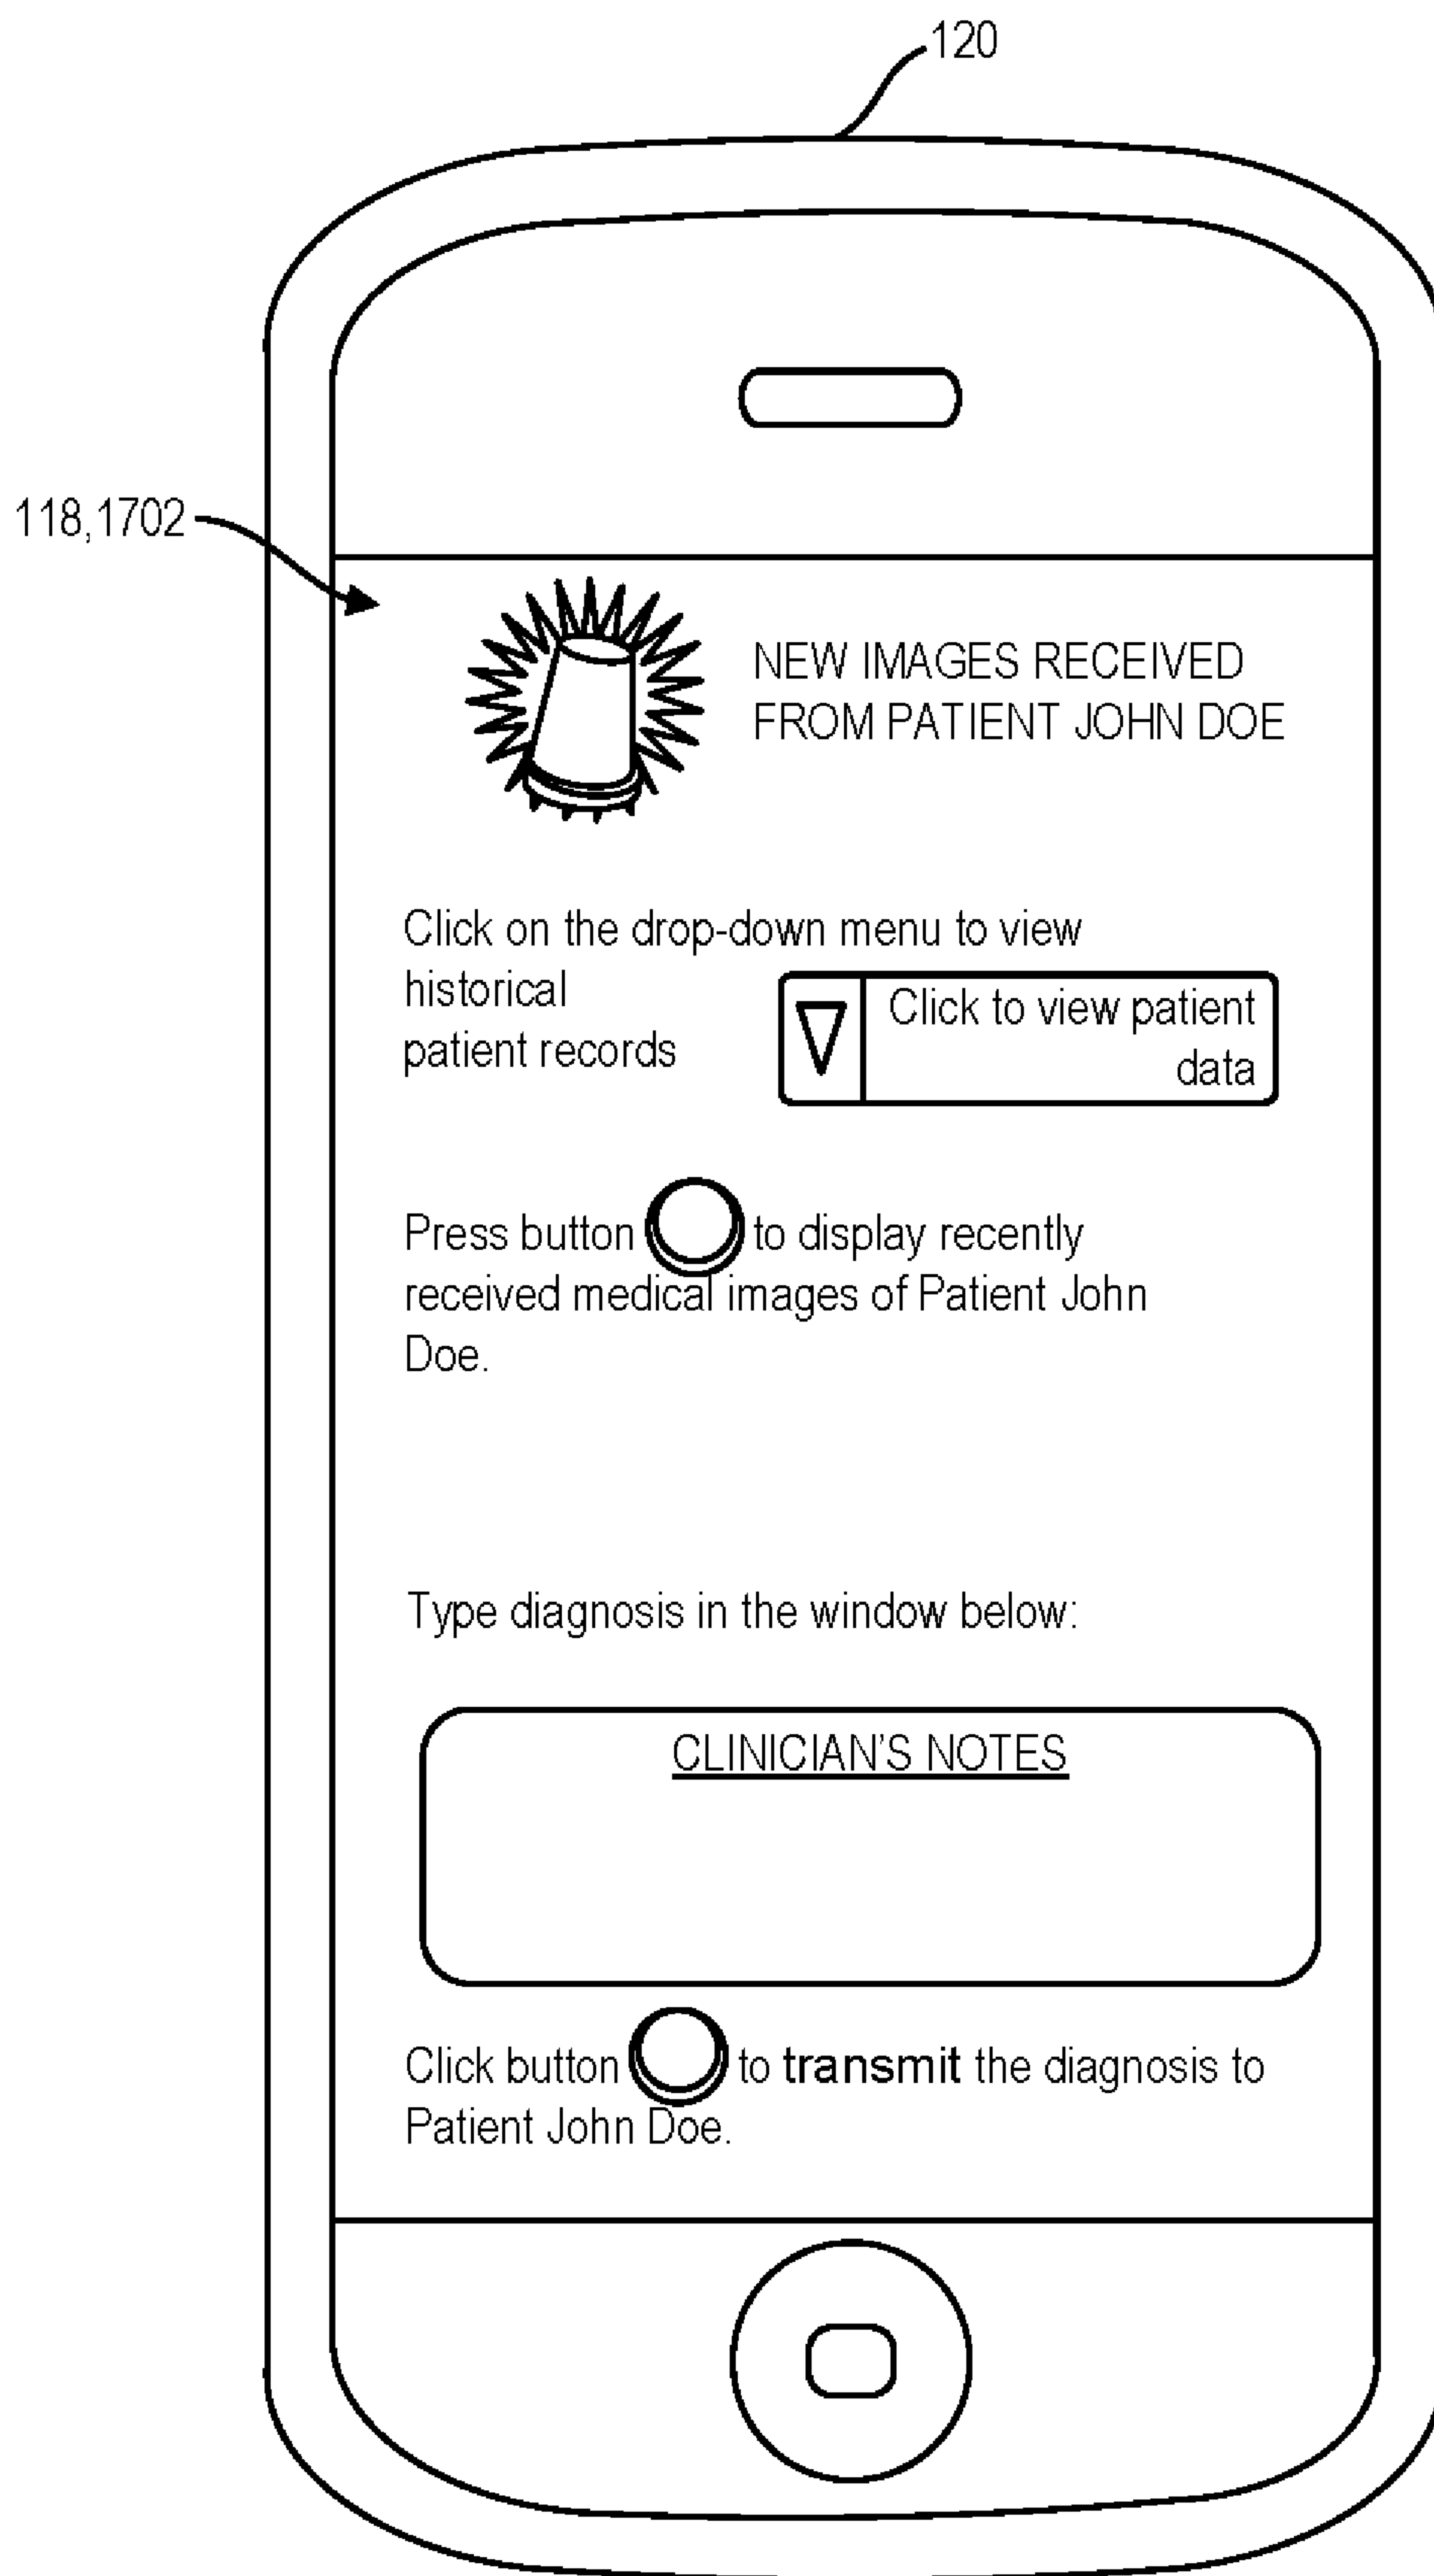 120
118,1702
NEW IMAGES RECEIVED
FROM PATIENT JOHN DOE
Click on the drop-down menu to view
historical
patient records
Click to view patient
data
Press button to display recently
received medical images of Patient John
Doe.
Type diagnosis in the window below:
CLINICIAN'S NOTES
Click button to transmit the diagnosis to
Patient John Doe.